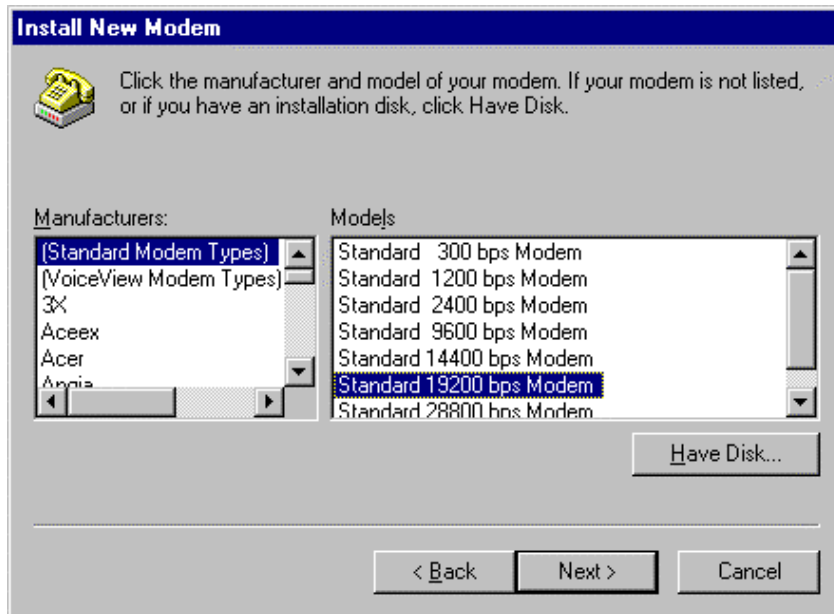 Install New Modem
Click the manufacturer and model of your modem. If your modem is not listed,
or if you have an installation disk, click Have Disk.
Manufacturers:
(Standard Modem Types)
(VoiceView Modem Types)
3X
Aceex
Acer
Angia
Models
Standard 300 bps Modem
Standard 1200 bps Modem
Standard 2400 bps Modem
Standard 9600 bps Modem
Standard 14400 bps Modem
Standard 19200 bps Modem
Standard 28800 bps Modem
Have Disk...
< Back
Next >
Cancel